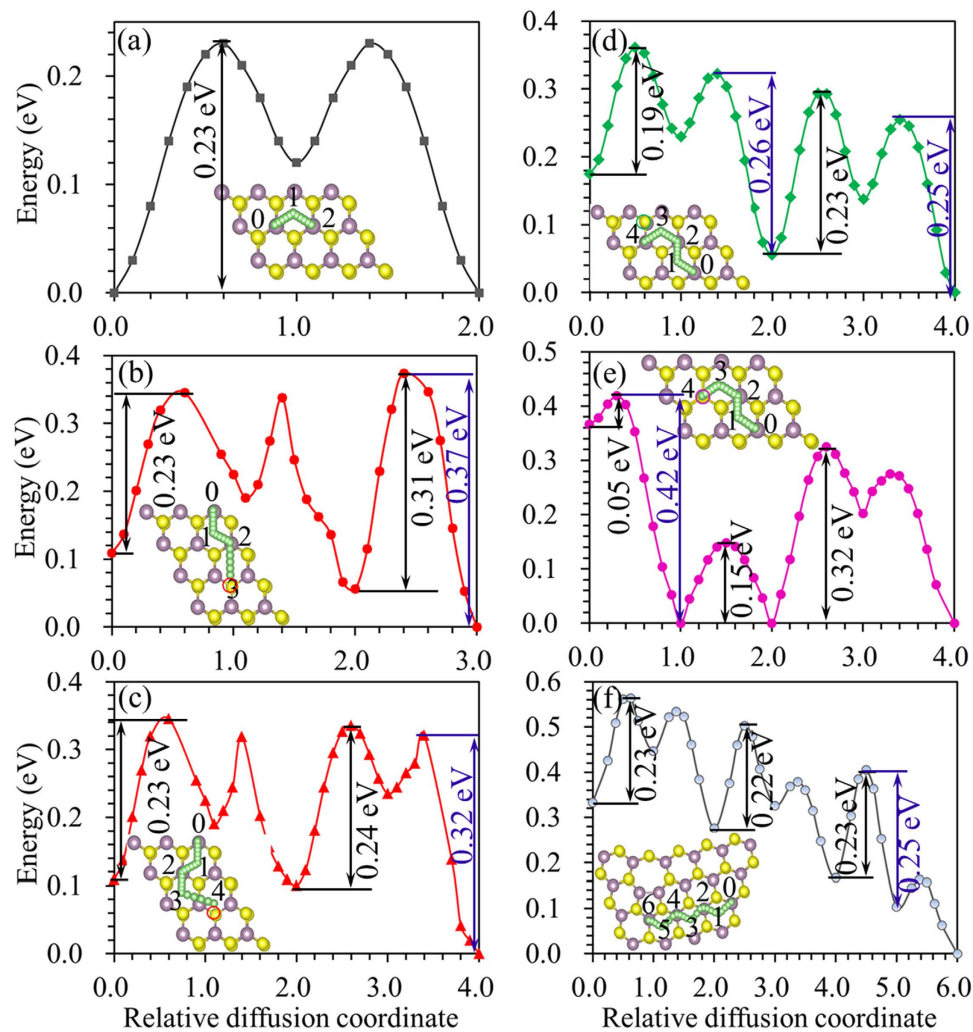 (a)
Energy (eV)
0.2
0.1
0.0
0.23 eV
0 1 2
0.0 1.0 2.0
(d)
0.4
0.3
0.2
0.1
0.0
0.19 eV
0.26 eV
0.23 eV
0.25 eV
4 3 2 1 0
0.0 1.0 2.0 3.0 4.0
(b)
Energy (eV)
0.4
0.3
0.2
0.1
0.0
0.23 eV
0.31 eV
0.37 eV
0
1 2
3
0.0 1.0 2.0 3.0
(e)
0.5
0.4
0.3
0.2
0.1
0.0
0.05 eV
0.42 eV
0.15 eV
0.32 eV
4 3 2 1 0
0.0 1.0 2.0 3.0 4.0
(c)
Energy (eV)
0.4
0.3
0.2
0.1
0.0
0.23 eV
0.24 eV
0.32 eV
0
2 1
3 4
0.0 1.0 2.0 3.0 4.0
Relative diffusion coordinate
(f)
0.6
0.5
0.4
0.3
0.2
0.1
0.0
0.23 eV
0.22 eV
0.23 eV
0.25 eV
6 4 2 0
5 3 1
0.0 1.0 2.0 3.0 4.0 5.0 6.0
Relative diffusion coordinate